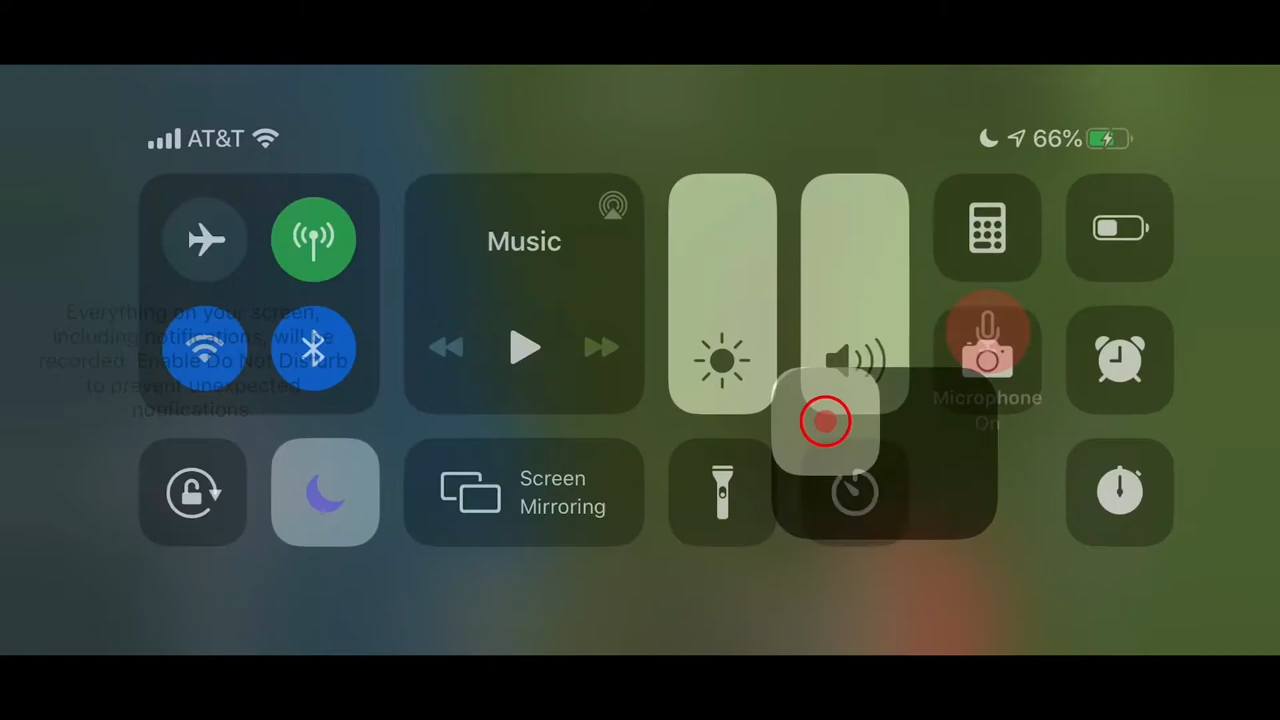 AT&T
66%
Music
Everything on your screen,
including notifications, will be
recorded. Enable Do Not Disturb
to prevent unexpected
notifications.
Microphone
On
Screen
Mirroring